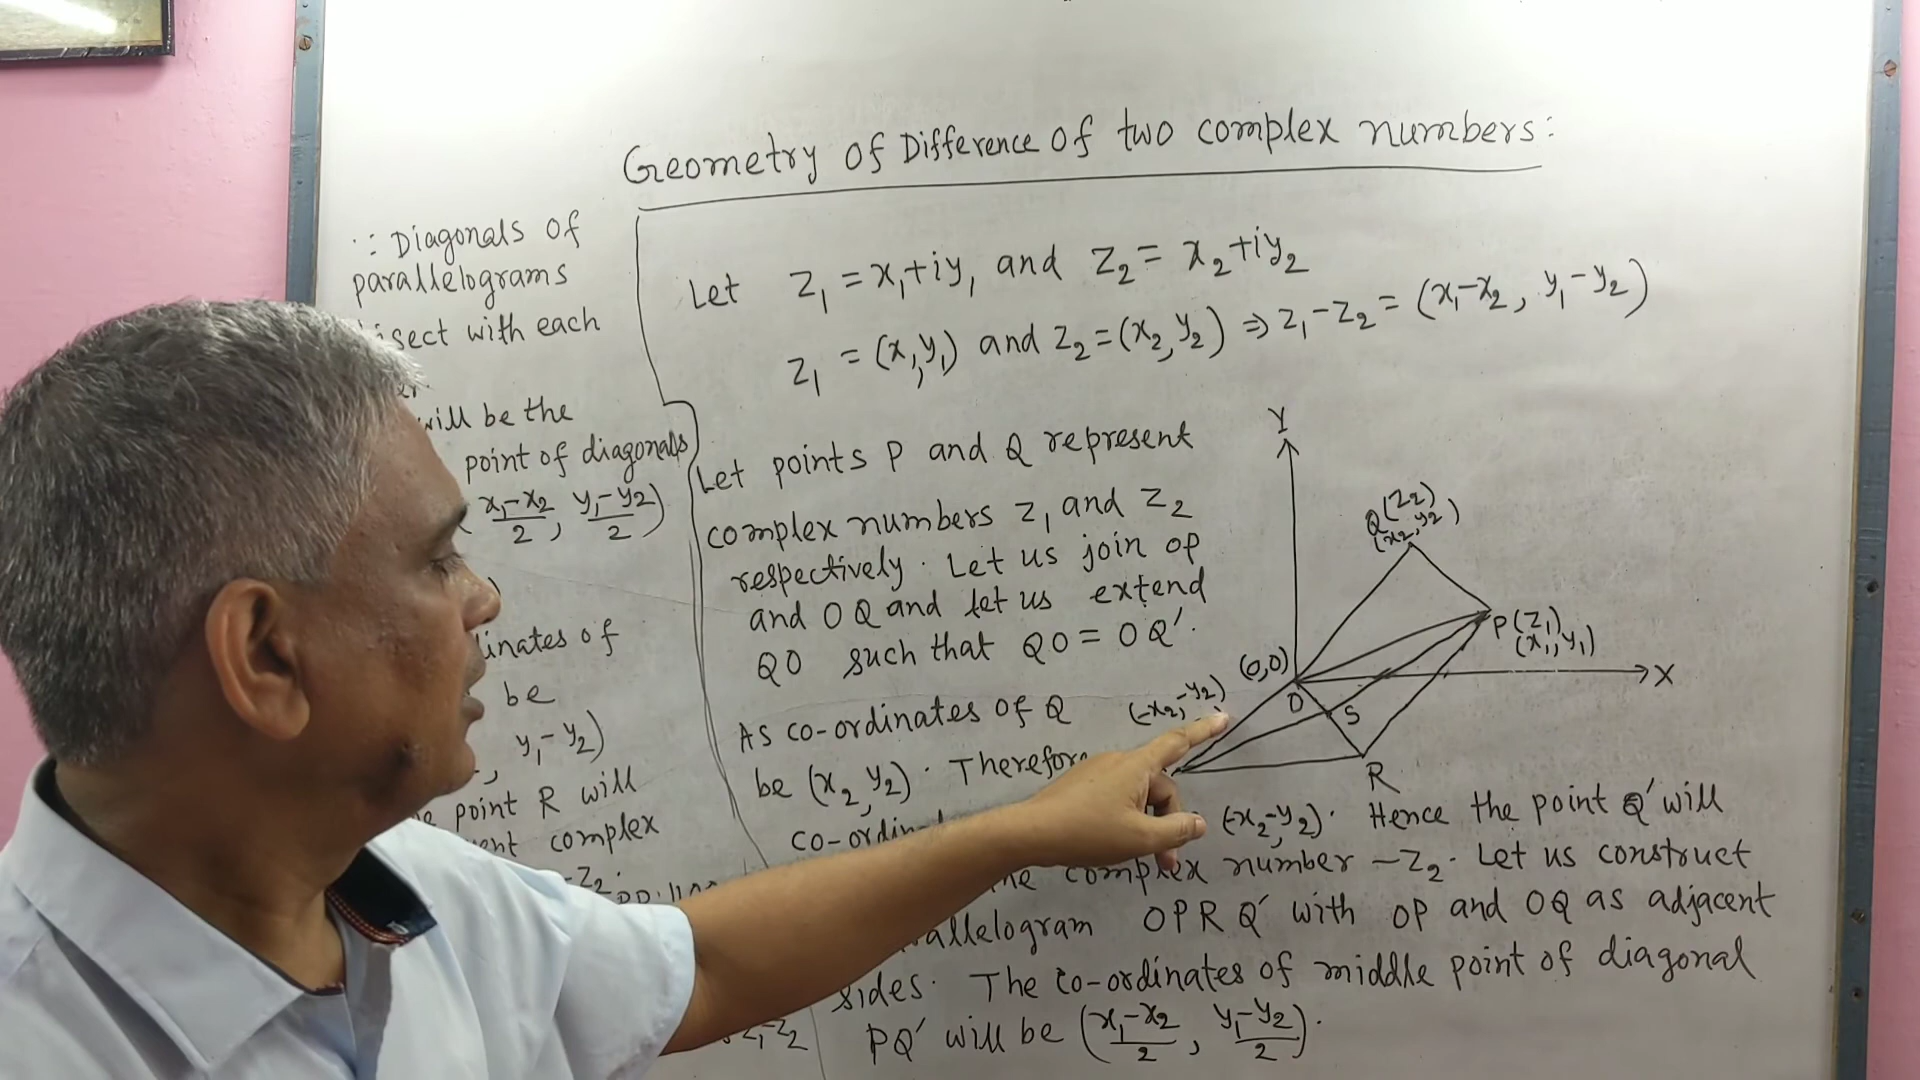 Geometry of Difference of two complex numbers:
∵ Diagonals of
parallelograms
sect with each
will be the
point of diagonals
(x₁-x₂/2, y₁-y₂/2)
dinates of
be
, y₁-y₂)
point R will
ent complex
-z₂.
z₁-z₂
Let z₁ = x₁+iy₁ and z₂ = x₂+iy₂
z₁ = (x₁,y₁) and z₂=(x₂,y₂) ⇒ z₁-z₂ = (x₁-x₂, y₁-y₂)
Let points P and Q represent
complex numbers z₁ and z₂
respectively. Let us join OP
and OQ and let us extend
QO such that QO = OQ'.
As co-ordinates of Q
be (x₂,y₂). Therefore
co-ordin (-x₂,-y₂). Hence the point Q' will
the complex number -z₂. Let us construct
allelogram OPRQ' with OP and OQ as adjacent
sides. The co-ordinates of middle point of diagonal
PQ' will be (x₁-x₂/2, y₁-y₂/2).
Y
Q(z₂)
(x₂,y₂)
P(z₁)
(x₁,y₁)
(0,0)
X
O
S
(-x₂,-y₂)
R